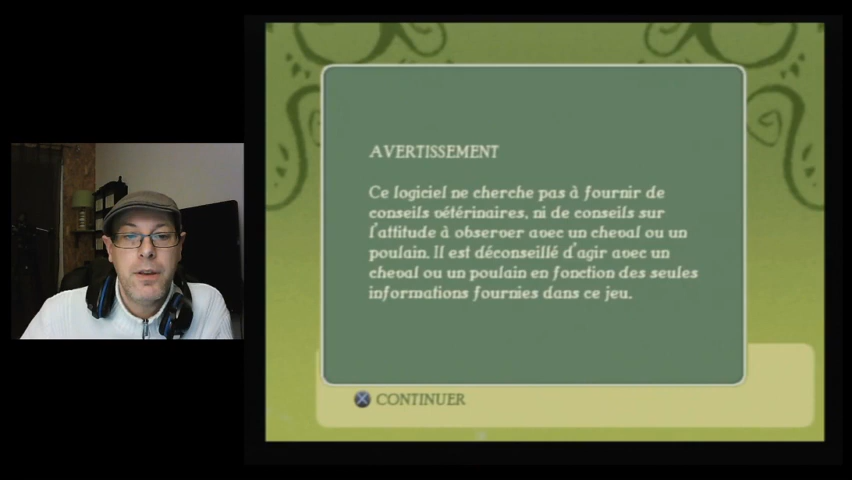 AVERTISSEMENT
Ce logiciel ne cherche pas à fournir de
conseils vétérinaires, ni de conseils sur
l'attitude à observer avec un cheval ou un
poulain. Il est déconseillé d'agir avec un
cheval ou un poulain en fonction des seules
informations fournies dans ce jeu.
CONTINUER